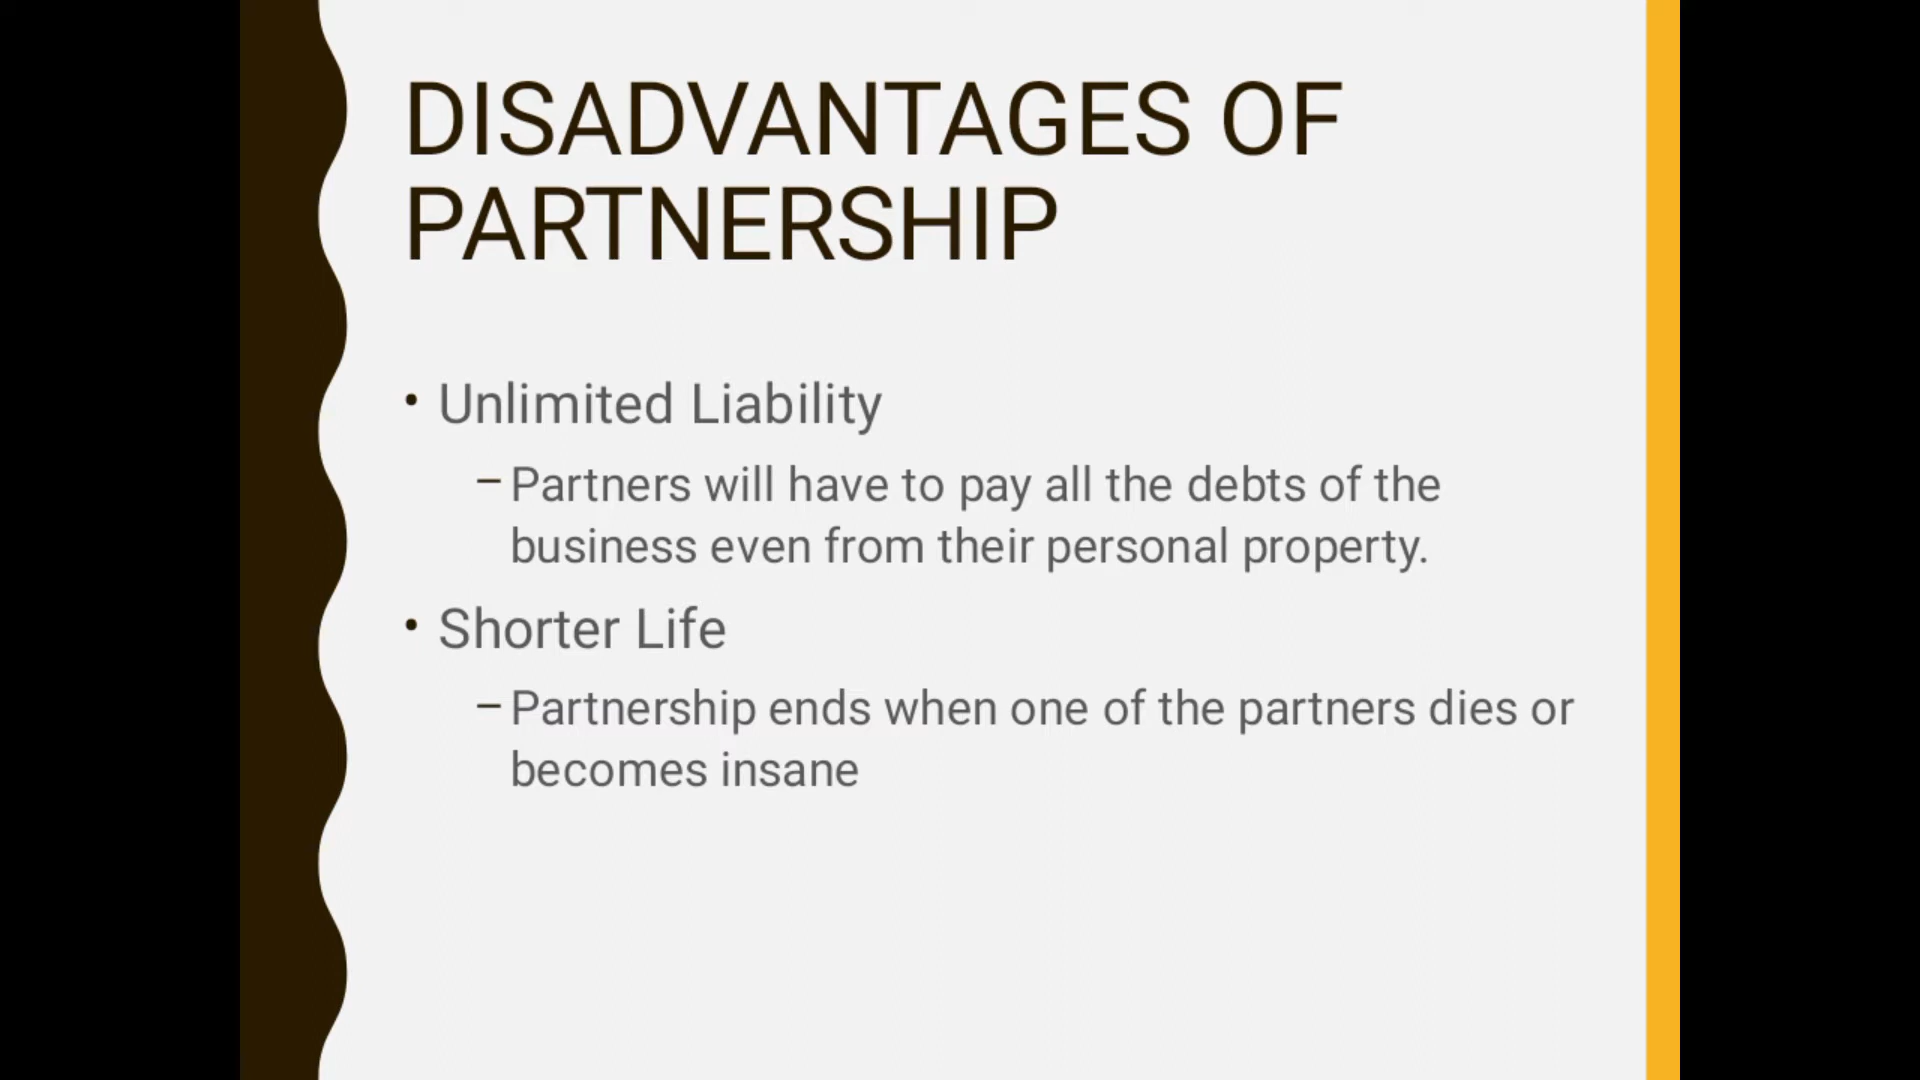 DISADVANTAGES OF
PARTNERSHIP
• Unlimited Liability
– Partners will have to pay all the debts of the
business even from their personal property.
• Shorter Life
– Partnership ends when one of the partners dies or
becomes insane